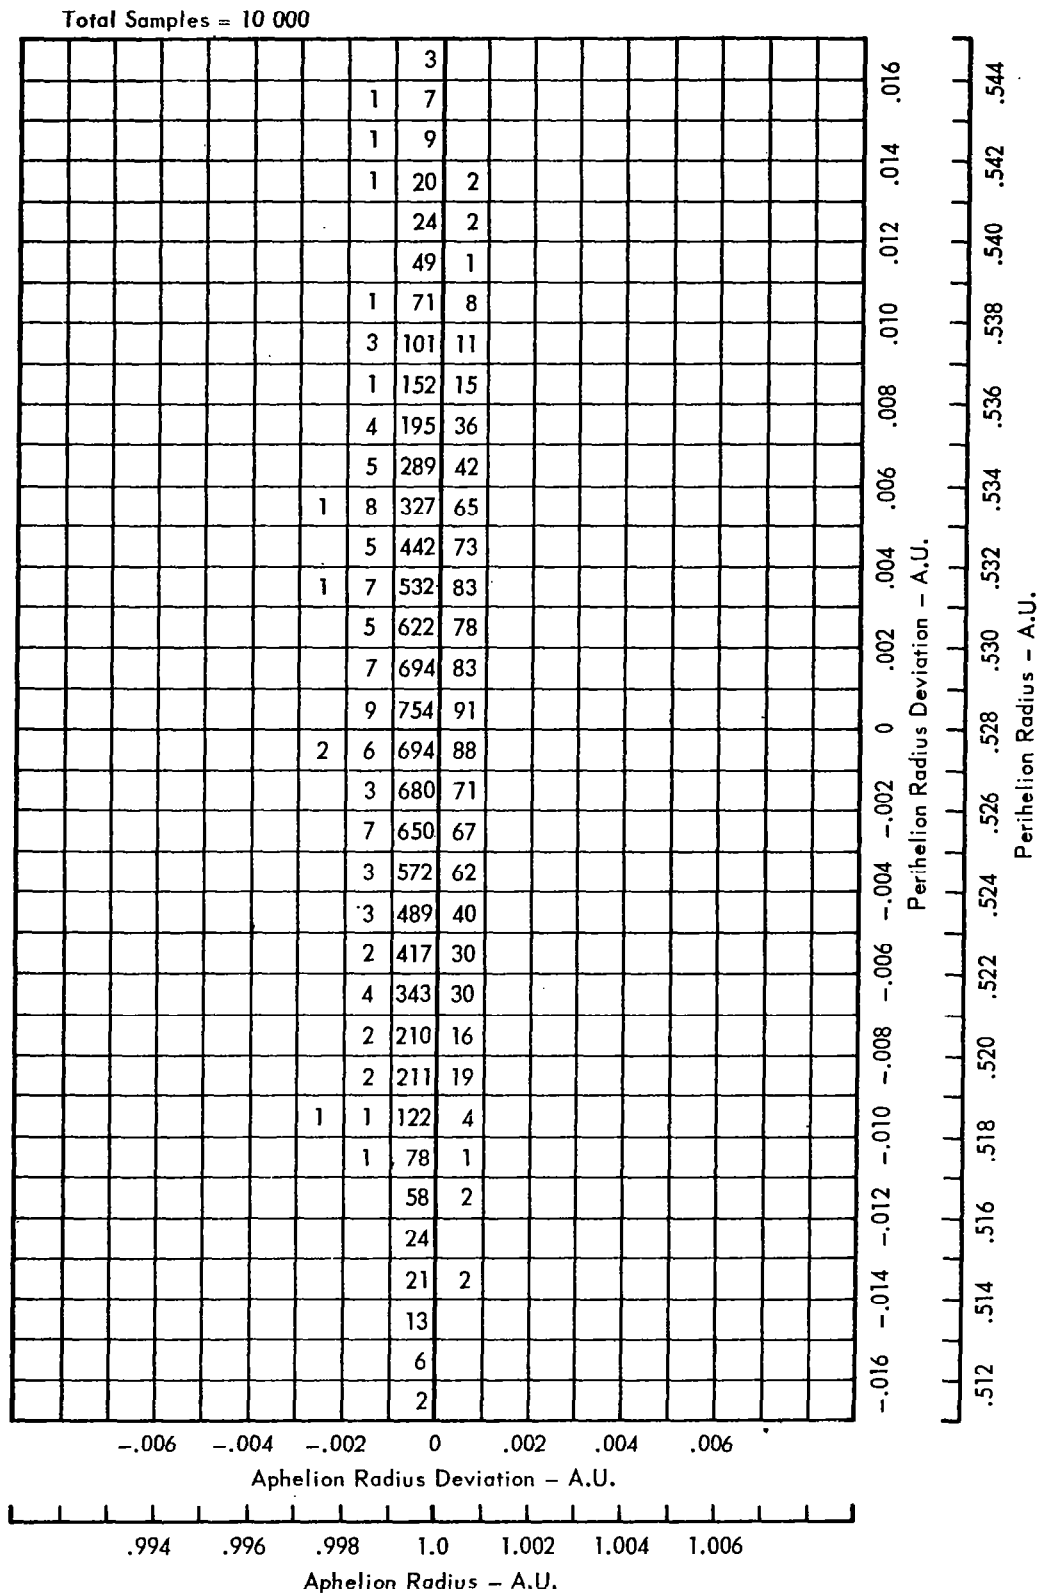 Total Samples = 10 000
3
1 7
1 9
1 20 2
24 2
49 1
1 71 8
3 101 11
1 152 15
4 195 36
5 289 42
1 8 327 65
5 442 73
1 7 532 83
5 622 78
7 694 83
9 754 91
2 6 694 88
3 680 71
7 650 67
3 572 62
3 489 40
2 417 30
4 343 30
2 210 16
2 211 19
1 1 122 4
1 78 1
58 2
24
21 2
13
6
2
.016 .014 .012 .010 .008 .006 .004 .002 0 -.002 -.004 -.006 -.008 -.010 -.012 -.014 -.016
Perihelion Radius Deviation – A.U.
.544 .542 .540 .538 .536 .534 .532 .530 .528 .526 .524 .522 .520 .518 .516 .514 .512
Perihelion Radius – A.U.
-.006 -.004 -.002 0 .002 .004 .006
Aphelion Radius Deviation – A.U.
.994 .996 .998 1.0 1.002 1.004 1.006
Aphelion Radius – A.U.